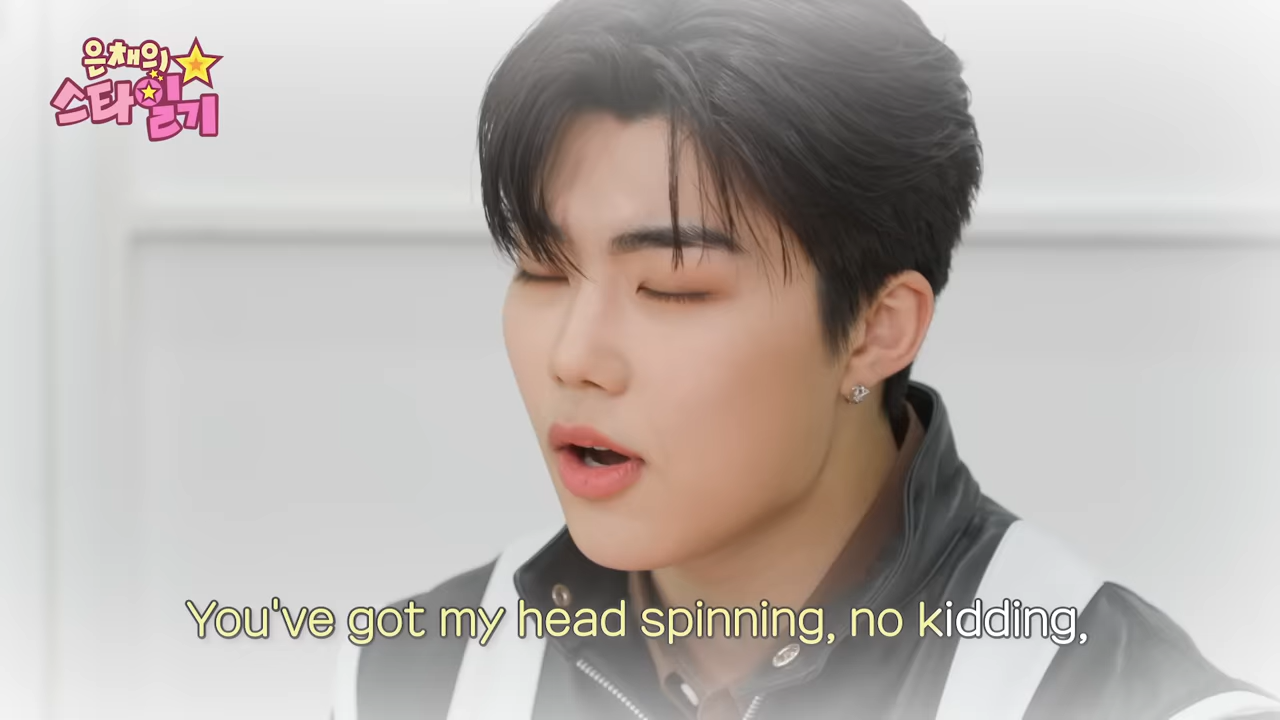 은채의
스타일기
You've got my head spinning, no kidding,